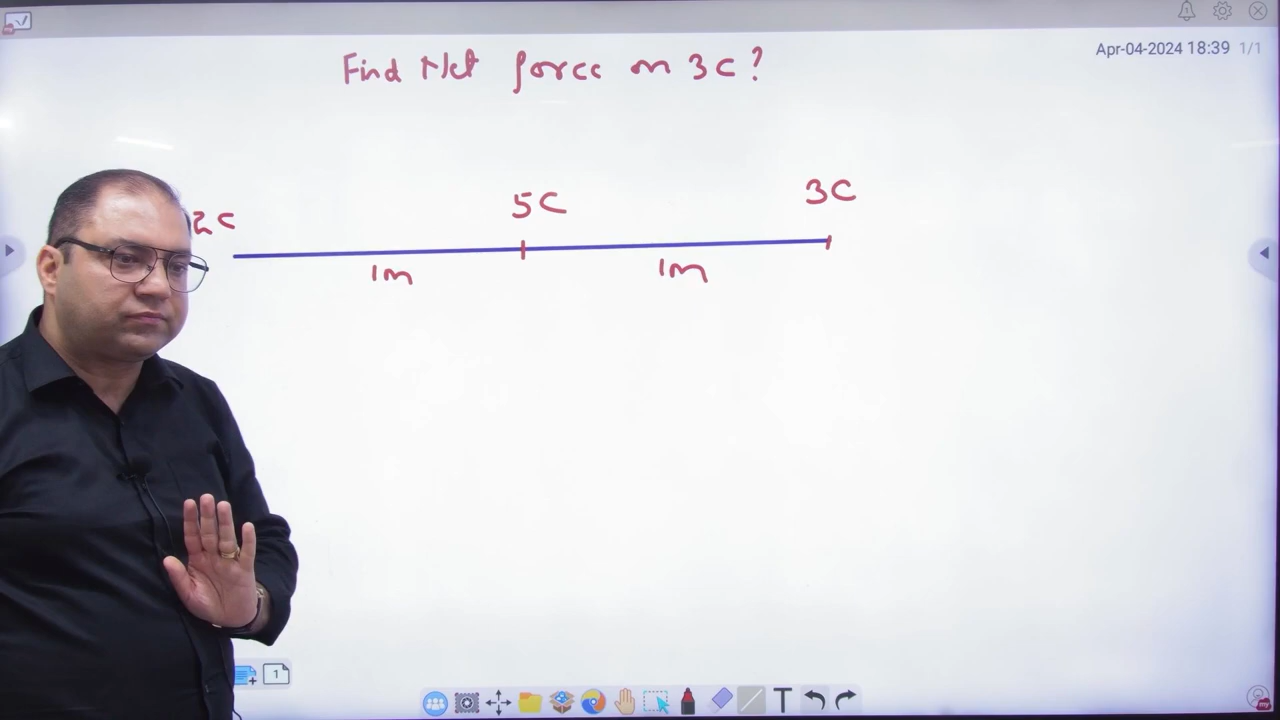 Apr-04-2024 18:39 1/1
Find Net force on 3C?
2C
5C
3C
1m
1m
1
T